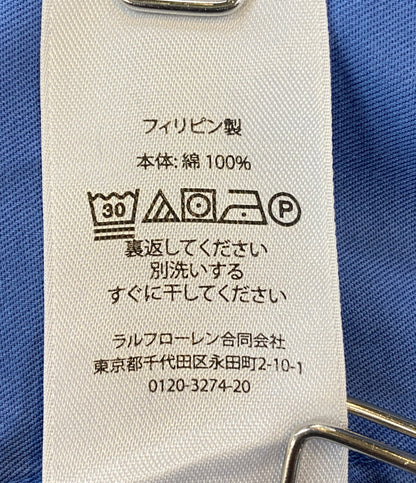 フィリピン製
本体: 綿 100%
30 P
裏返してください
別洗いする
すぐに干してください
ラルフローレン合同会社
東京都千代田区永田町2-10-1
0120-3274-20